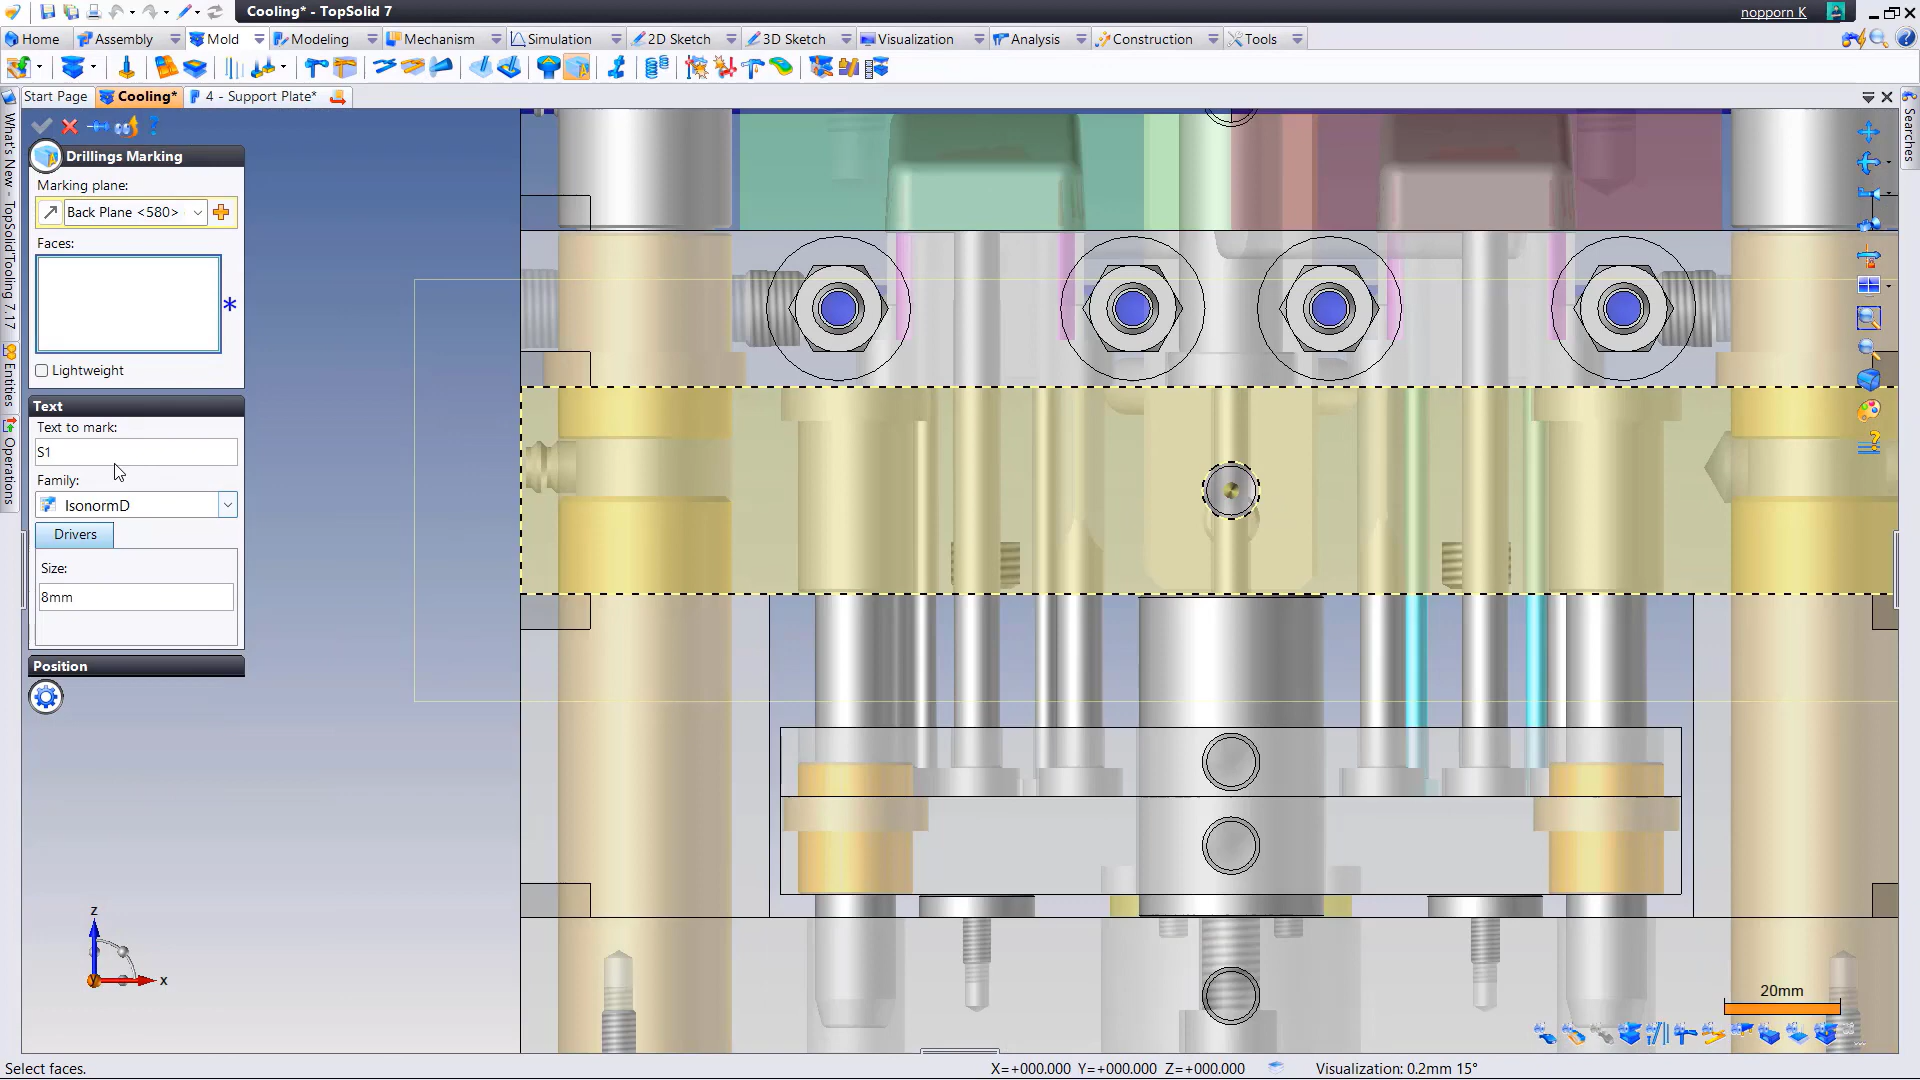 Cooling* - TopSolid 7
nopporn K
Home
Assembly
Mold
Modeling
Mechanism
Simulation
2D Sketch
3D Sketch
Visualization
Analysis
Construction
Tools
Start Page
Cooling*
4 - Support Plate*
What's New - TopSolid'Tooling 7.17
Entities
Operations
Searches
Drillings Marking
Marking plane:
Back Plane <580>
Faces:
*
Lightweight
Text
Text to mark:
S1
Family:
IsonormD
Drivers
Size:
8mm
Position
z
x
20mm
Select faces.
X=+000.000 Y=+000.000 Z=+000.000
Visualization: 0.2mm 15°